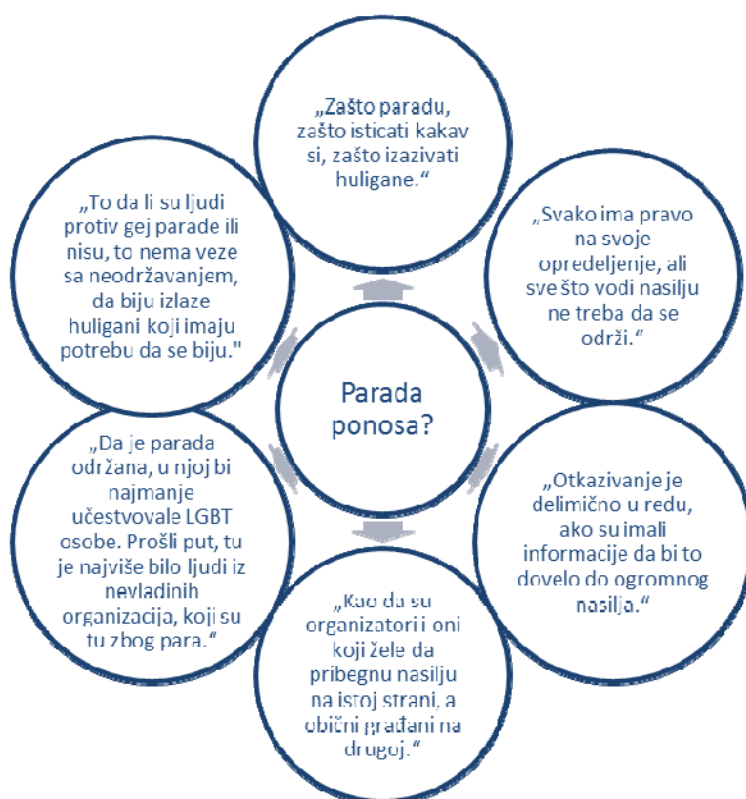 „Zašto paradu,
zašto isticati kakav
si, zašto izazivati
huligane.“
„To da li su ljudi
protiv gej parade ili
nisu, to nema veze
sa neodržavanjem,
da biju izlaze
huligani koji imaju
potrebu da se biju."
„Svako ima pravo
na svoje
opredeljenje, ali
sve što vodi nasilju
ne treba da se
održi.“
Parada
ponosa?
„Da je parada
održana, u njoj bi
najmanje
učestvovale LGBT
osobe. Prošli put, tu
je najviše bilo ljudi iz
nevladinih
organizacija, koji su
tu zbog para.“
„Otkazivanje je
delimično u redu,
ako su imali
informacije da bi to
dovelo do ogromnog
nasilja.“
„Kao da su
organizatori i oni
koji žele da
pribegnu nasilju
na istoj strani, a
obični građani na
drugoj.“